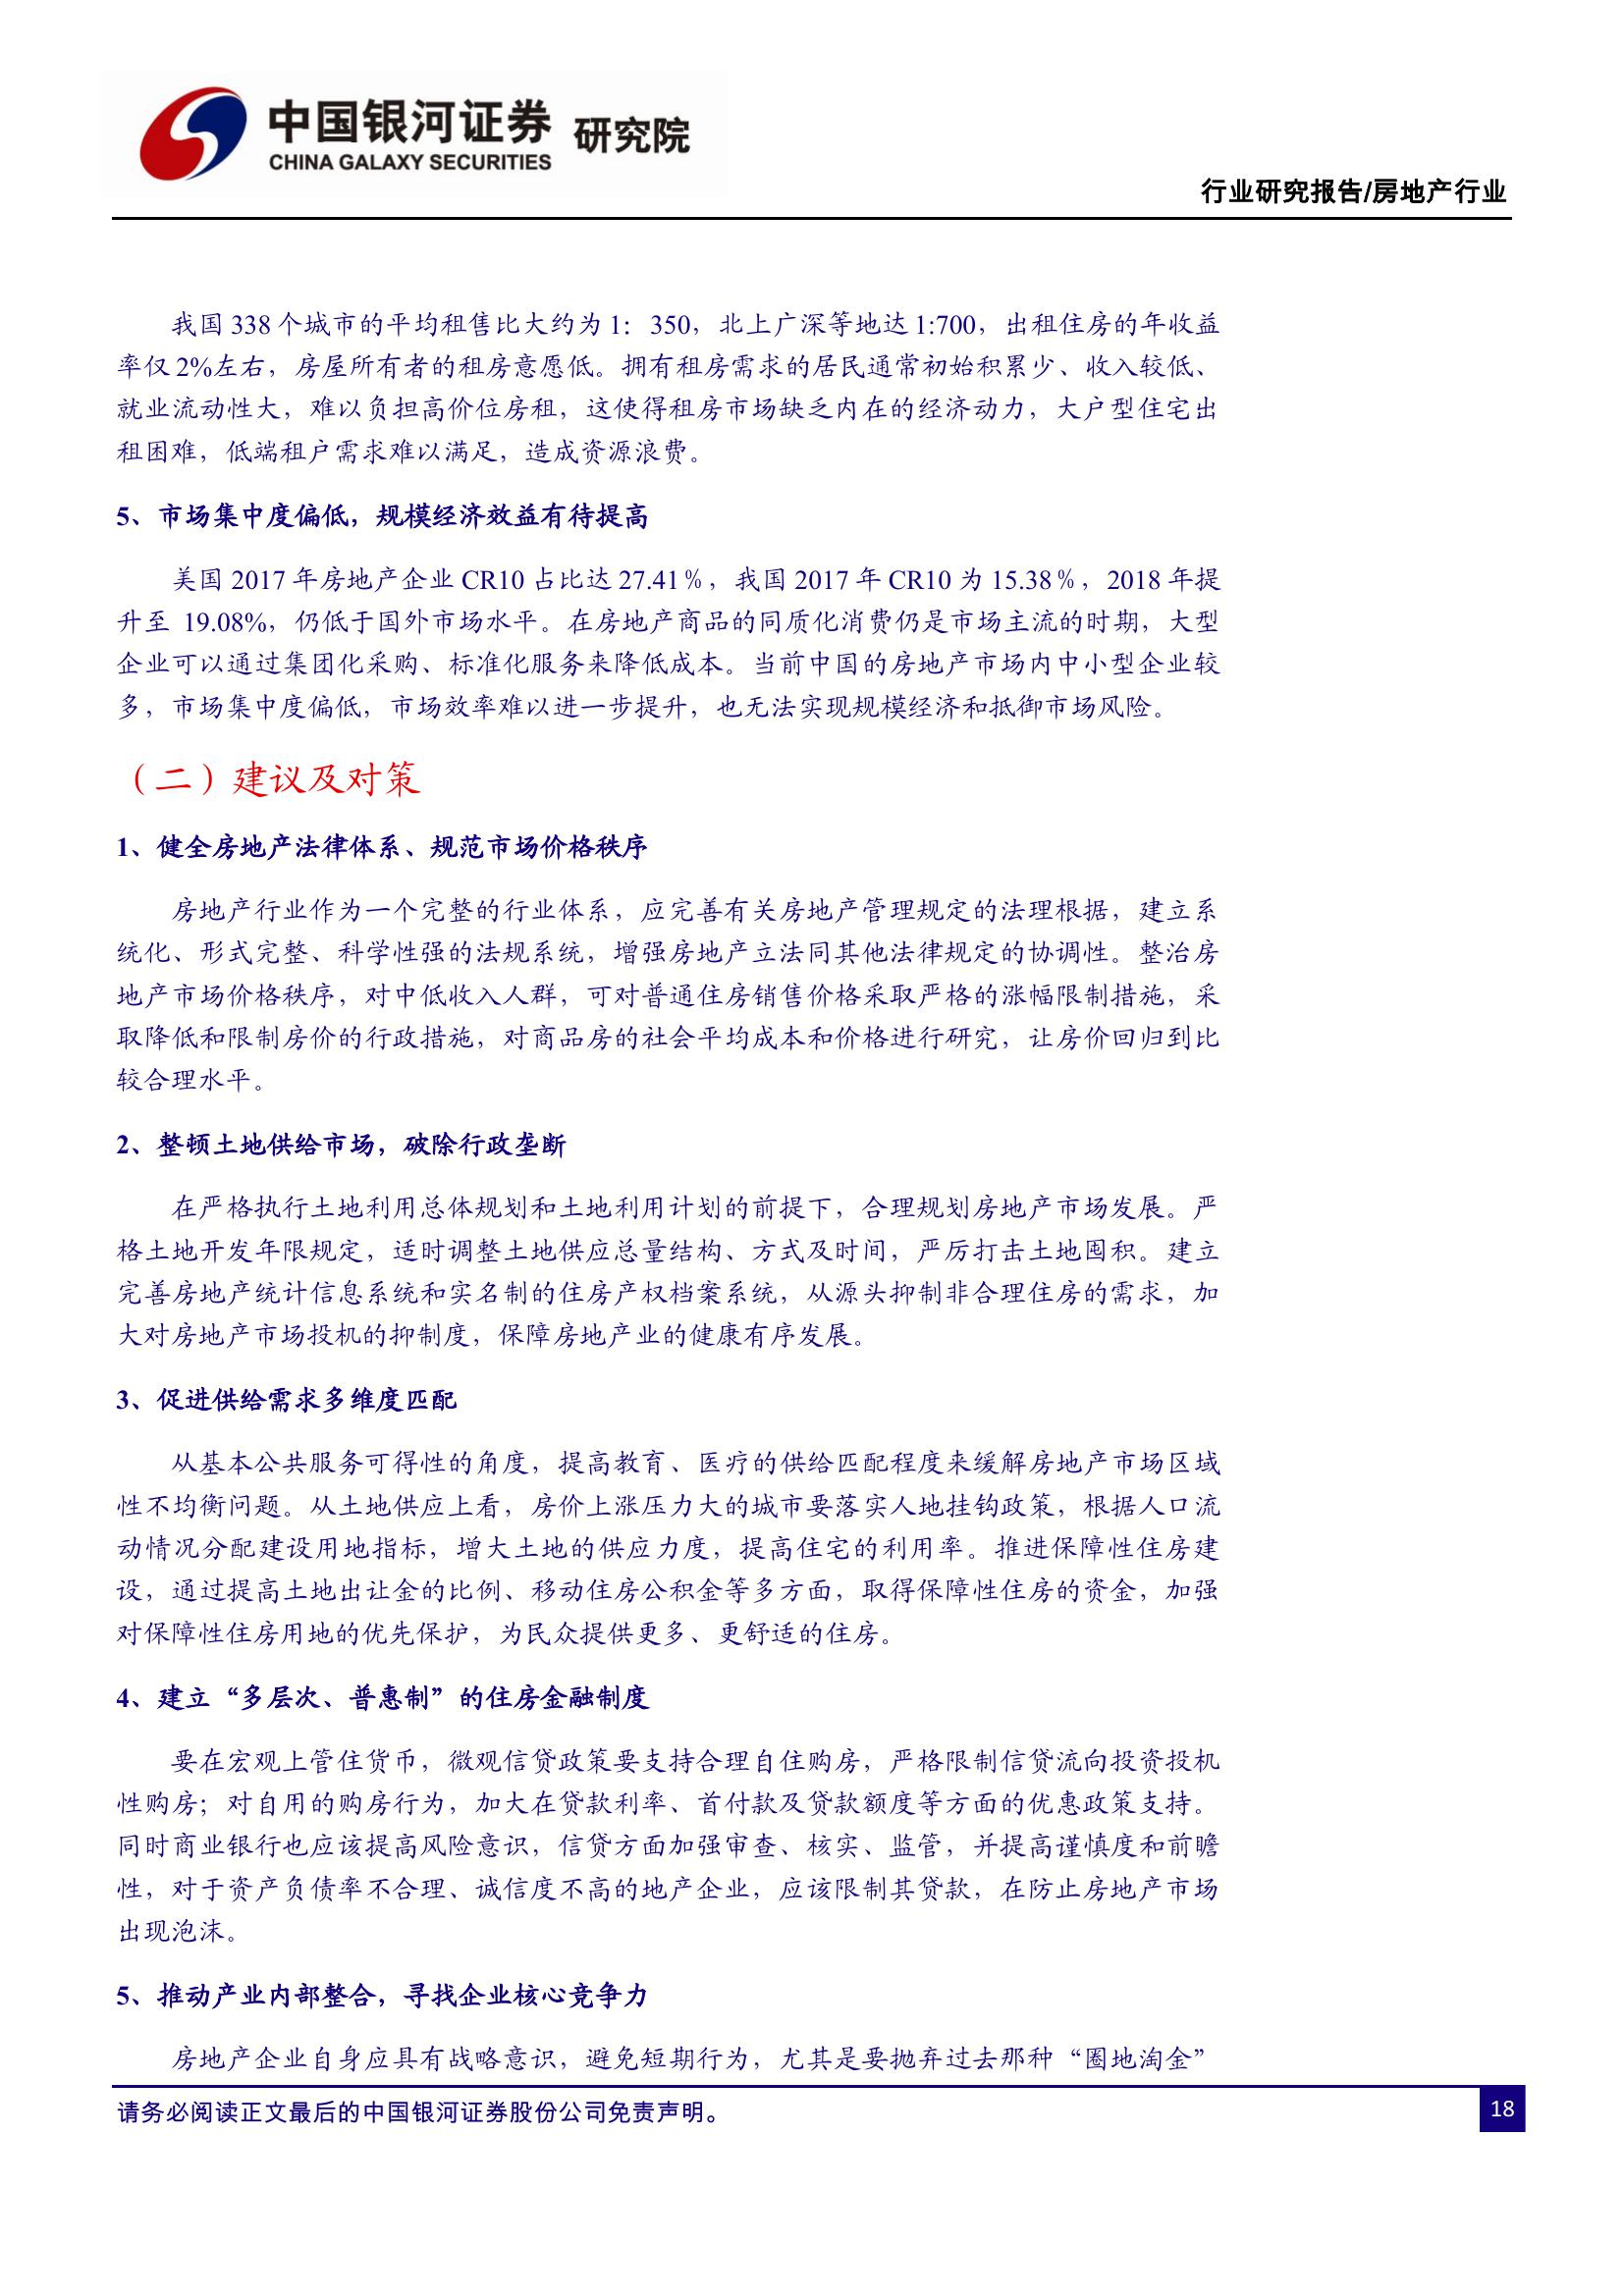 中国银河证券 研究院
CHINA GALAXY SECURITIES
行业研究报告/房地产行业
我国 338 个城市的平均租售比大约为 1：350，北上广深等地达 1:700，出租住房的年收益
率仅 2%左右，房屋所有者的租房意愿低。拥有租房需求的居民通常初始积累少、收入较低、
就业流动性大，难以负担高价位房租，这使得租房市场缺乏内在的经济动力，大户型住宅出
租困难，低端租户需求难以满足，造成资源浪费。
5、市场集中度偏低，规模经济效益有待提高
美国 2017 年房地产企业 CR10 占比达 27.41％，我国 2017 年 CR10 为 15.38％，2018 年提
升至 19.08%，仍低于国外市场水平。在房地产商品的同质化消费仍是市场主流的时期，大型
企业可以通过集团化采购、标准化服务来降低成本。当前中国的房地产市场内中小型企业较
多，市场集中度偏低，市场效率难以进一步提升，也无法实现规模经济和抵御市场风险。
（二）建议及对策
1、健全房地产法律体系、规范市场价格秩序
房地产行业作为一个完整的行业体系，应完善有关房地产管理规定的法理根据，建立系
统化、形式完整、科学性强的法规系统，增强房地产立法同其他法律规定的协调性。整治房
地产市场价格秩序，对中低收入人群，可对普通住房销售价格采取严格的涨幅限制措施，采
取降低和限制房价的行政措施，对商品房的社会平均成本和价格进行研究，让房价回归到比
较合理水平。
2、整顿土地供给市场，破除行政垄断
在严格执行土地利用总体规划和土地利用计划的前提下，合理规划房地产市场发展。严
格土地开发年限规定，适时调整土地供应总量结构、方式及时间，严厉打击土地囤积。建立
完善房地产统计信息系统和实名制的住房产权档案系统，从源头抑制非合理住房的需求，加
大对房地产市场投机的抑制度，保障房地产业的健康有序发展。
3、促进供给需求多维度匹配
从基本公共服务可得性的角度，提高教育、医疗的供给匹配程度来缓解房地产市场区域
性不均衡问题。从土地供应上看，房价上涨压力大的城市要落实人地挂钩政策，根据人口流
动情况分配建设用地指标，增大土地的供应力度，提高住宅的利用率。推进保障性住房建
设，通过提高土地出让金的比例、移动住房公积金等多方面，取得保障性住房的资金，加强
对保障性住房用地的优先保护，为民众提供更多、更舒适的住房。
4、建立“多层次、普惠制”的住房金融制度
要在宏观上管住货币，微观信贷政策要支持合理自住购房，严格限制信贷流向投资投机
性购房；对自用的购房行为，加大在贷款利率、首付款及贷款额度等方面的优惠政策支持。
同时商业银行也应该提高风险意识，信贷方面加强审查、核实、监管，并提高谨慎度和前瞻
性，对于资产负债率不合理、诚信度不高的地产企业，应该限制其贷款，在防止房地产市场
出现泡沫。
5、推动产业内部整合，寻找企业核心竞争力
房地产企业自身应具有战略意识，避免短期行为，尤其是要抛弃过去那种“圈地淘金”
请务必阅读正文最后的中国银河证券股份公司免责声明。
18